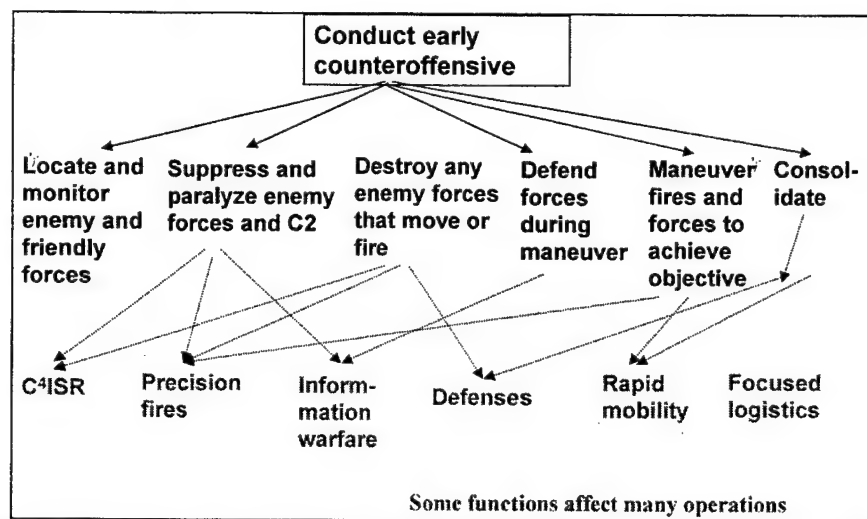 Conduct early
counteroffensive
Locate and
monitor
enemy and
friendly
forces
Suppress and
paralyze enemy
forces and C2
Destroy any
enemy forces
that move or
fire
Defend
forces
during
maneuver
Maneuver
fires and
forces to
achieve
objective
Consol-
idate
C⁴ISR
Precision
fires
Inform-
mation
warfare
Defenses
Rapid
mobility
Focused
logistics
Some functions affect many operations